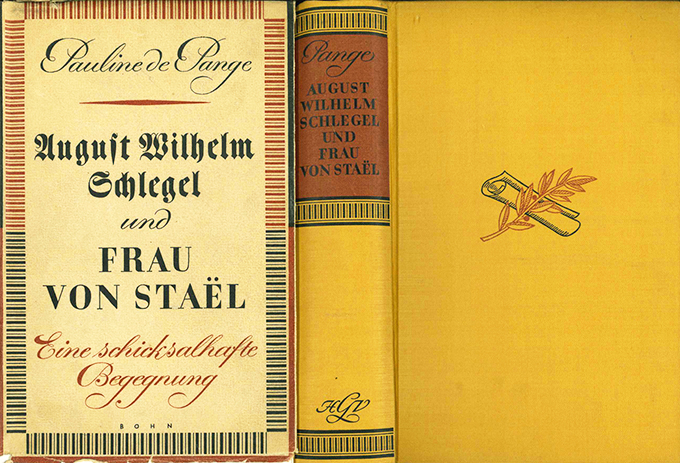 Pauline de Pange
August Wilhelm
Schlegel
und
FRAU
VON STAËL
Eine schicksalhafte
Begegnung
BOHN
Pange
AUGUST
WILHELM
SCHLEGEL
UND
FRAU
VON STAËL
HGV